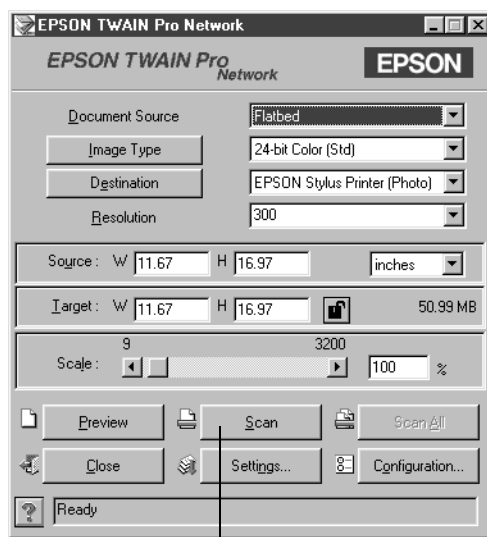 EPSON TWAIN Pro Network
EPSON TWAIN Pro Network EPSON
Document Source Flatbed
Image Type 24-bit Color (Std)
Destination EPSON Stylus Printer (Photo)
Resolution 300
Source : W 11.67 H 16.97 inches
Target : W 11.67 H 16.97 50.99 MB
9 3200
Scale : 100 %
Preview Scan Scan All
Close Settings... Configuration...
? Ready